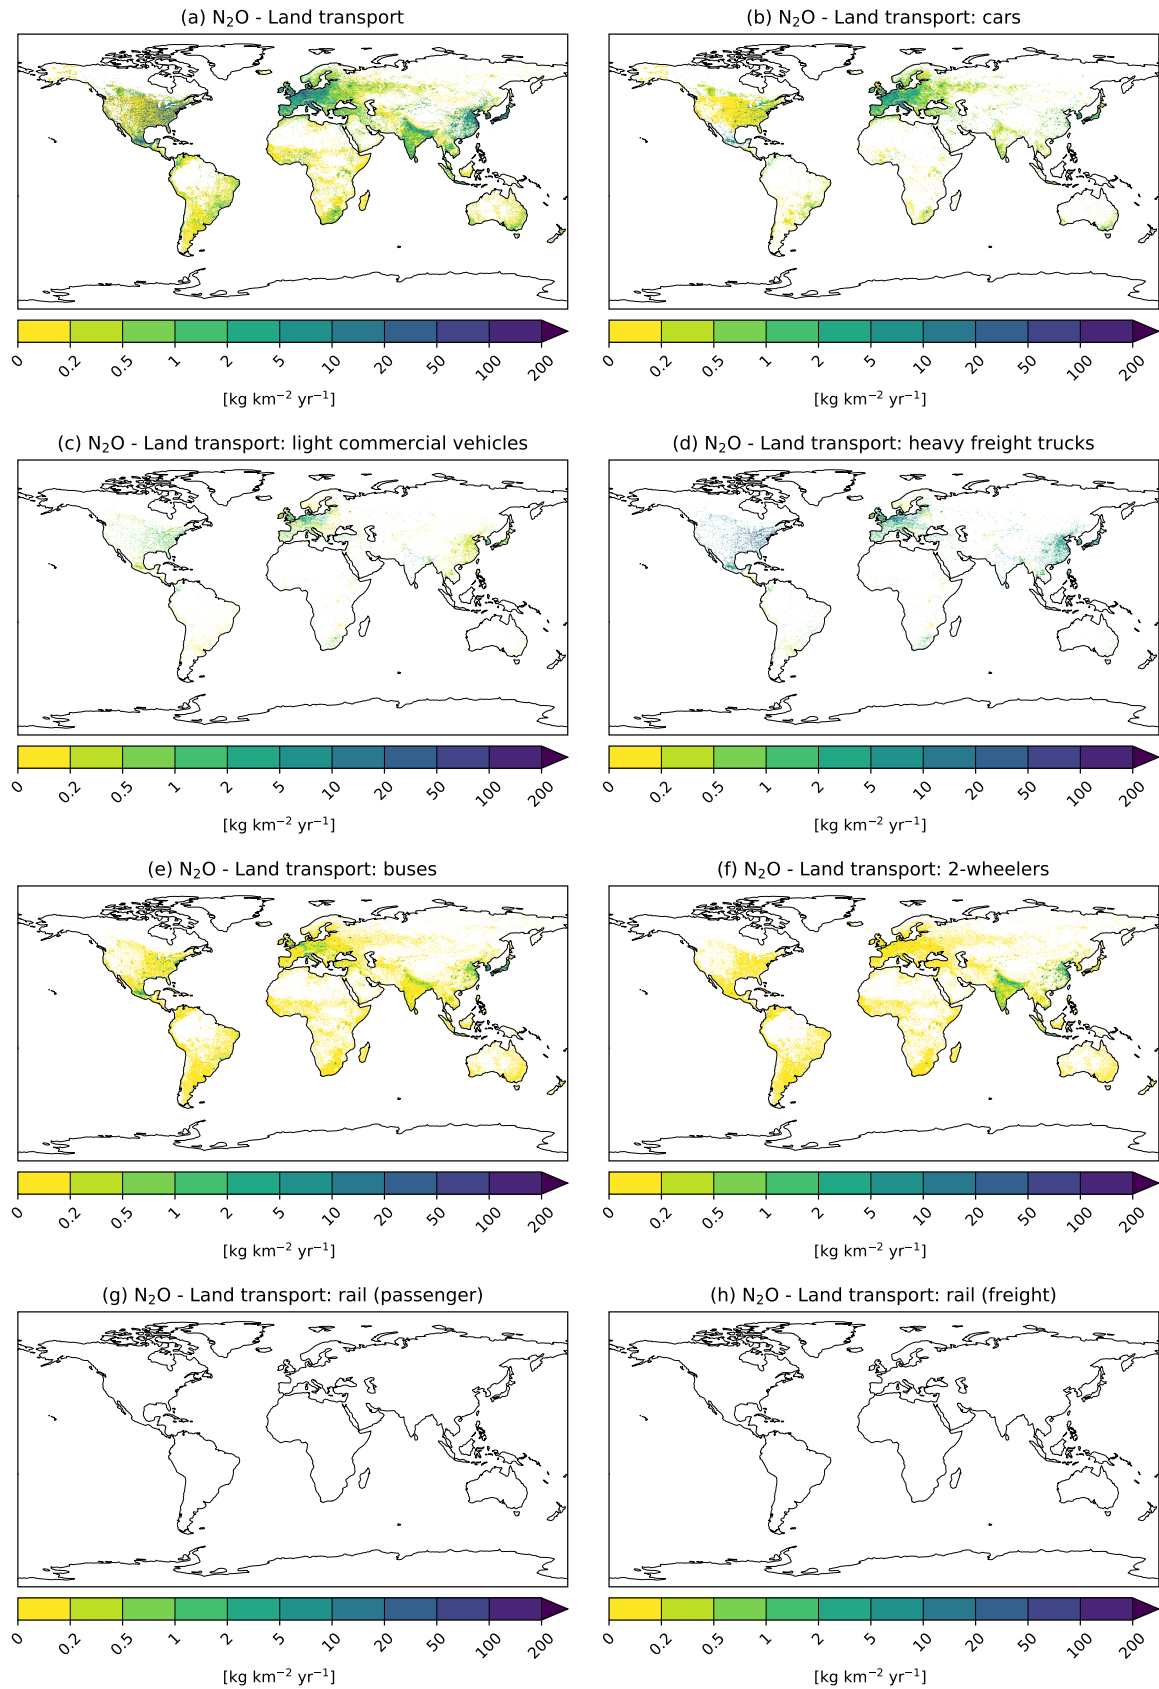 (a) N₂O - Land transport
(b) N₂O - Land transport: cars
0 0.2 0.5 1 2 5 10 20 50 100 200
0 0.2 0.5 1 2 5 10 20 50 100 200
[kg km⁻² yr⁻¹]
[kg km⁻² yr⁻¹]
(c) N₂O - Land transport: light commercial vehicles
(d) N₂O - Land transport: heavy freight trucks
0 0.2 0.5 1 2 5 10 20 50 100 200
0 0.2 0.5 1 2 5 10 20 50 100 200
[kg km⁻² yr⁻¹]
[kg km⁻² yr⁻¹]
(e) N₂O - Land transport: buses
(f) N₂O - Land transport: 2-wheelers
0 0.2 0.5 1 2 5 10 20 50 100 200
0 0.2 0.5 1 2 5 10 20 50 100 200
[kg km⁻² yr⁻¹]
[kg km⁻² yr⁻¹]
(g) N₂O - Land transport: rail (passenger)
(h) N₂O - Land transport: rail (freight)
0 0.2 0.5 1 2 5 10 20 50 100 200
0 0.2 0.5 1 2 5 10 20 50 100 200
[kg km⁻² yr⁻¹]
[kg km⁻² yr⁻¹]